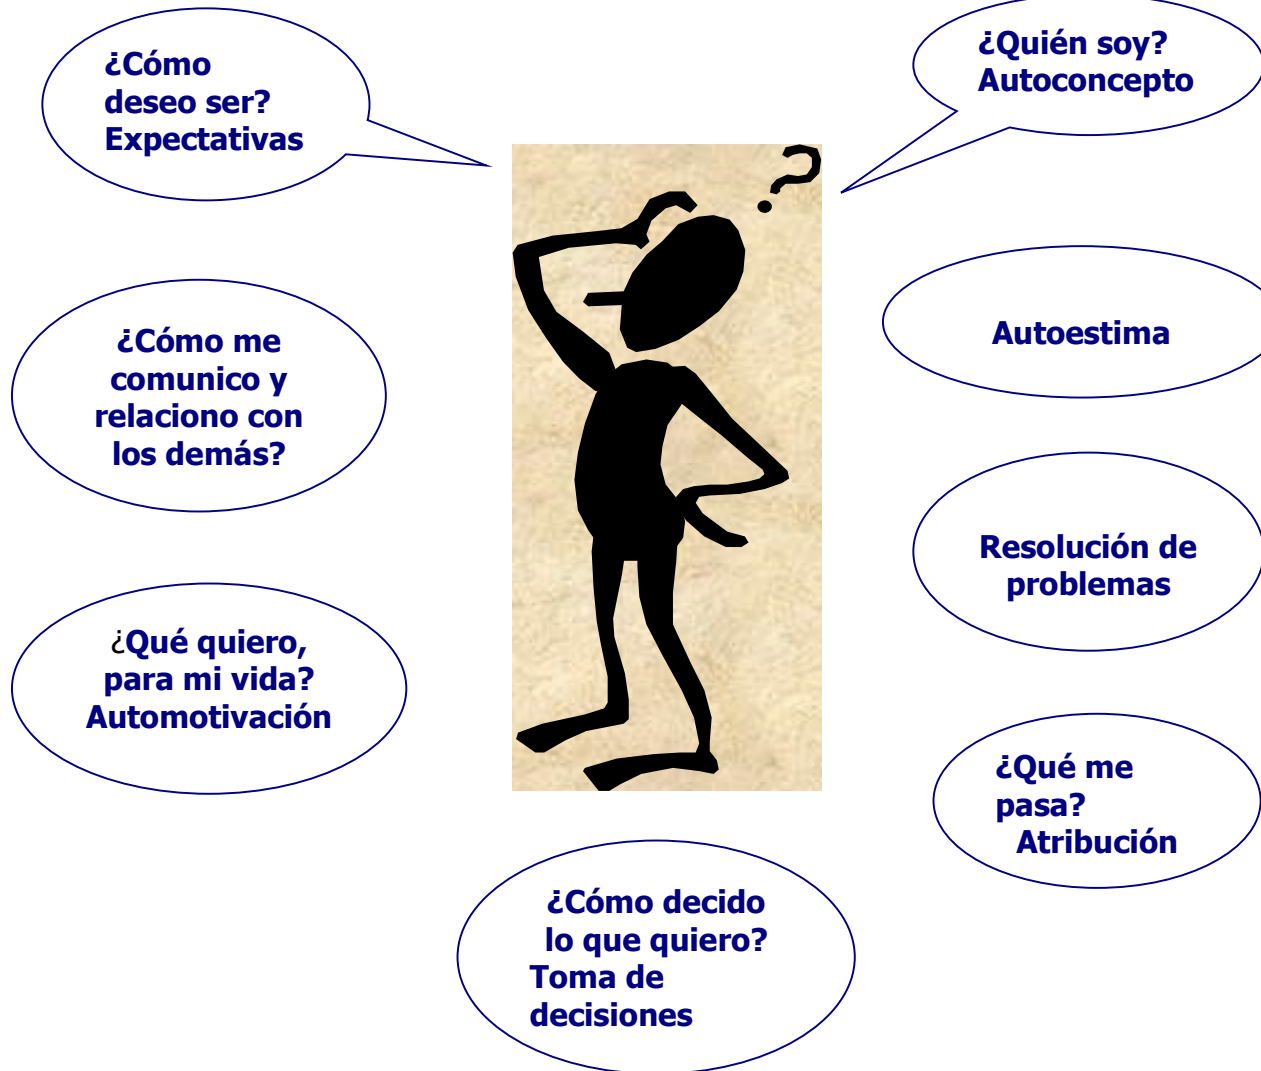 ¿Cómo
deseo ser?
Expectativas
¿Quién soy?
Autoconcepto
?
¿Cómo me
comunico y
relaciono con
los demás?
Autoestima
Resolución de
problemas
¿Qué quiero,
para mi vida?
Automotivación
¿Qué me
pasa?
Atribución
¿Cómo decido
lo que quiero?
Toma de
decisiones